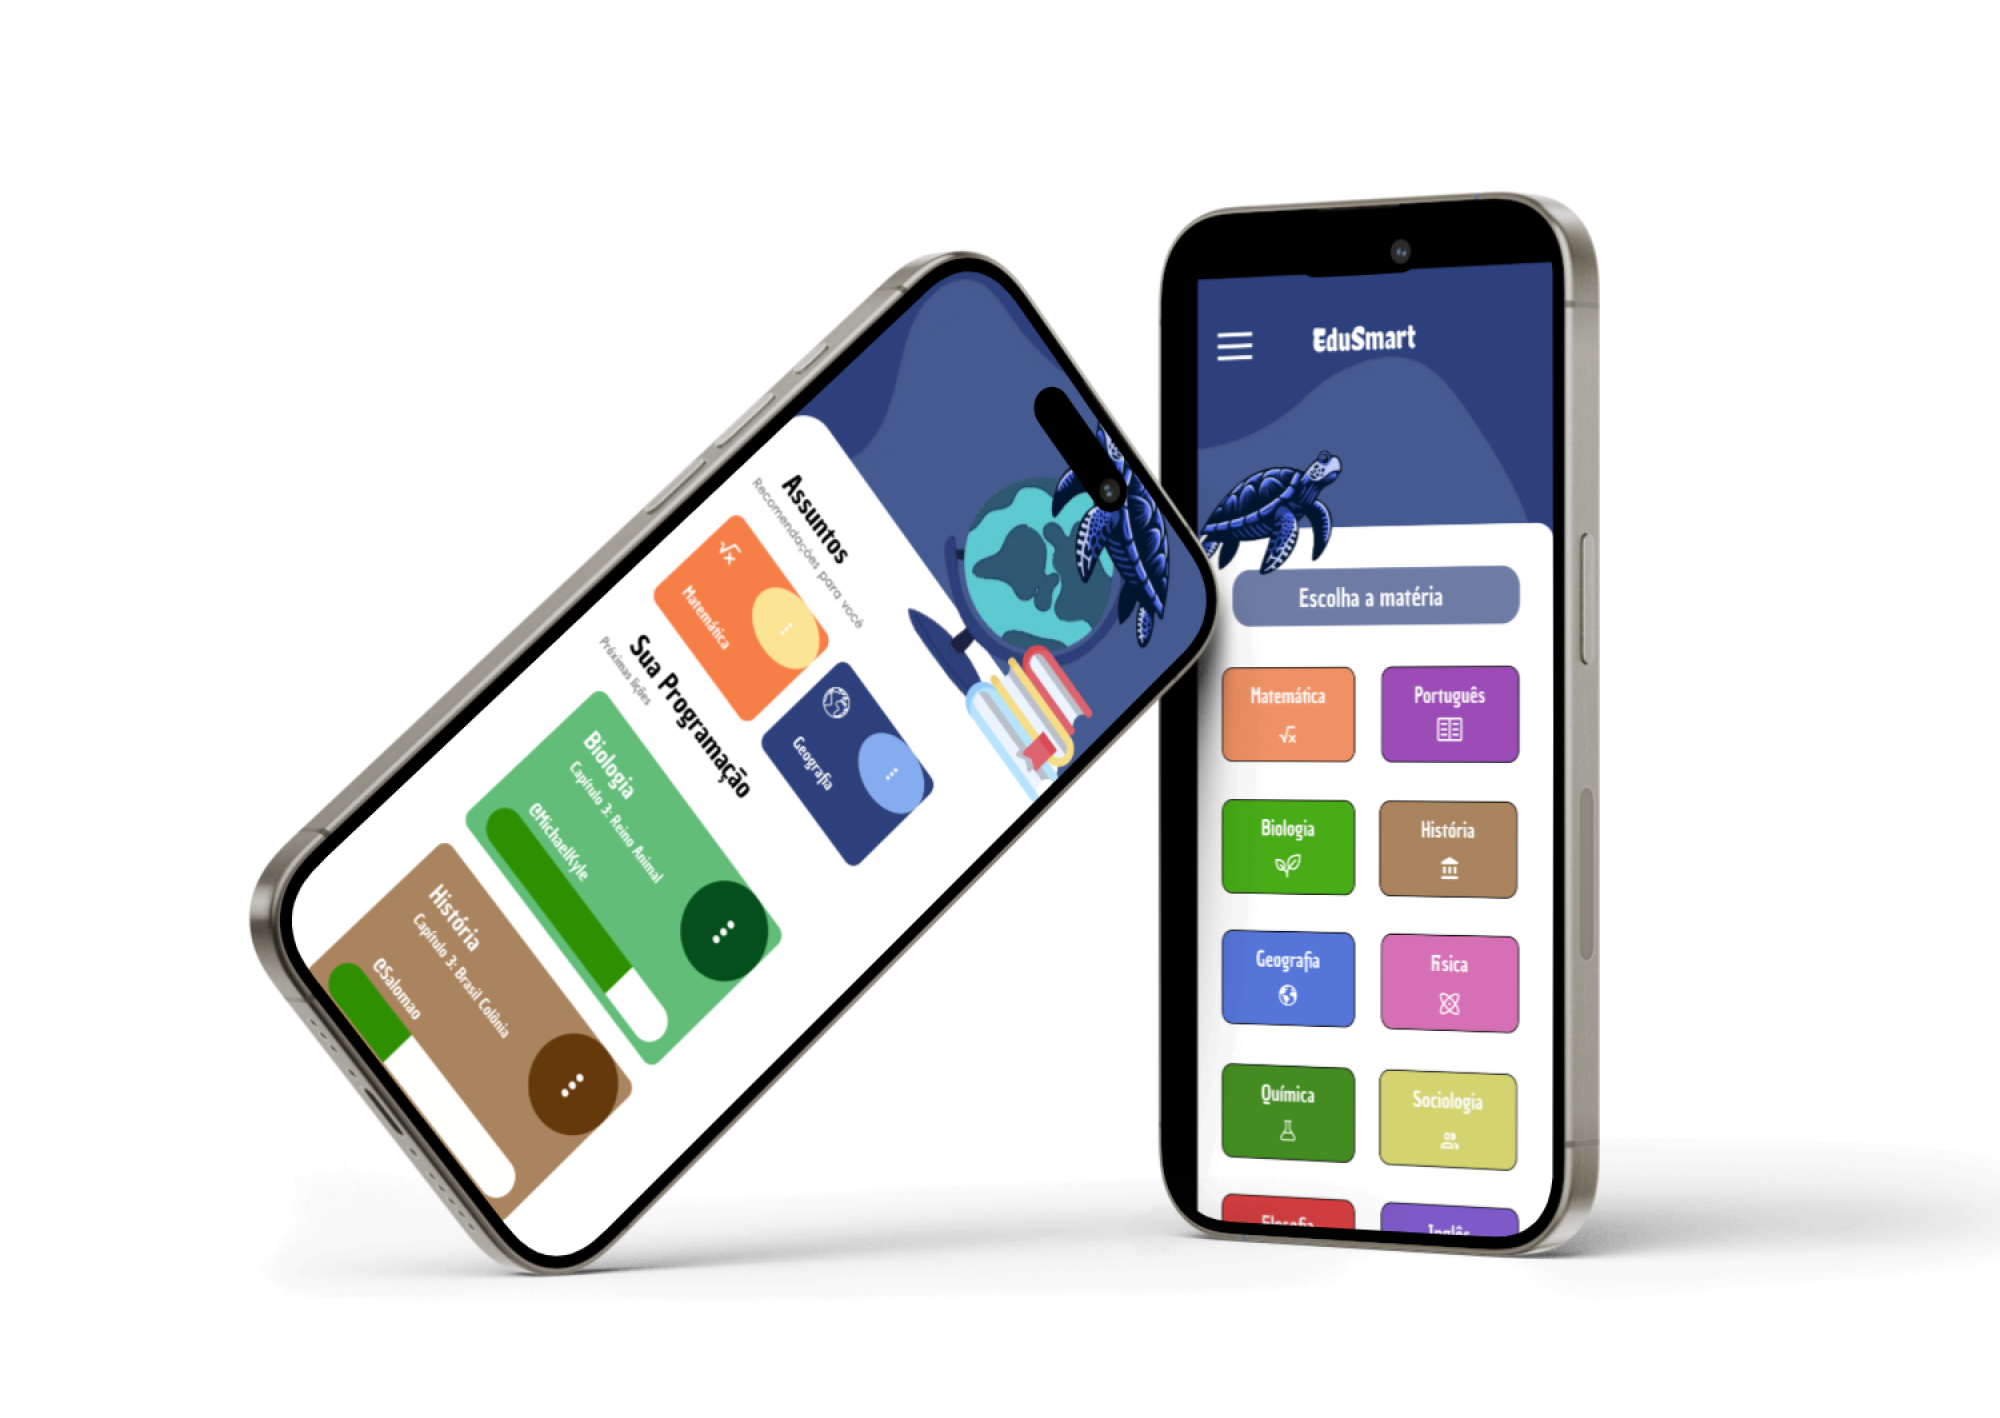 Assuntos
Recomendações para você
Matemática
Geografia
Sua Programação
Próximas lições
Biologia
Capítulo 3: Reino Animal
@MichaelKyle
História
Capítulo 3: Brasil Colônia
@Salomao
EduSmart
Escolha a matéria
Matemática
Português
Biologia
História
Geografia
Física
Química
Sociologia
Filosofia
Inglês